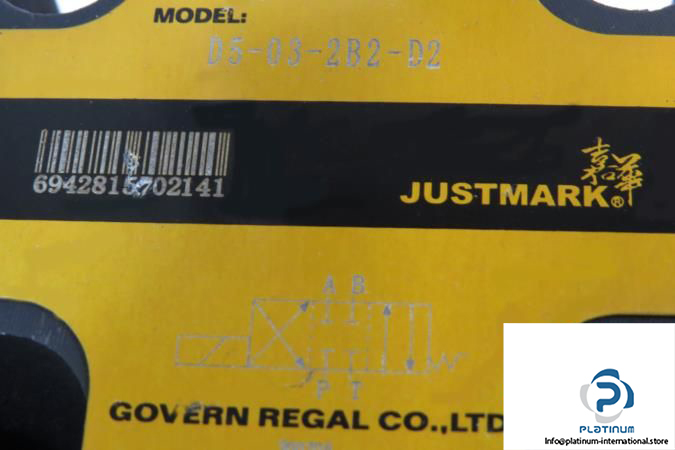 MODEL:
D5-03-2B2-D2
6942815702141
嘉華
JUSTMARK®
A B
P T
GOVERN REGAL CO.,LTD
PLATINUM
info@platinum-international.store